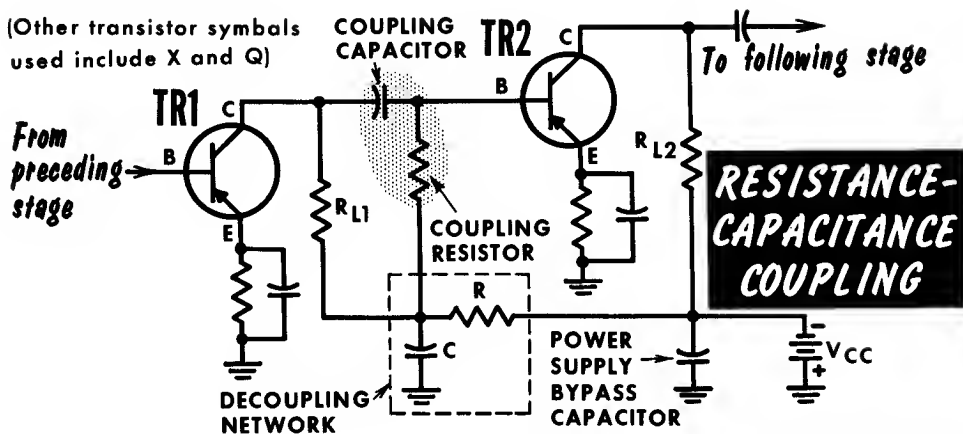 (Other transistor symbols
used include X and Q)
COUPLING
CAPACITOR
TR2
C
To following stage
TR1
C
B
From
preceding
stage
B
E
RL1
COUPLING
RESISTOR
E
RL2
RESISTANCE-
CAPACITANCE
COUPLING
R
C
DECOUPLING
NETWORK
POWER
SUPPLY
BYPASS
CAPACITOR
-
VCC
+